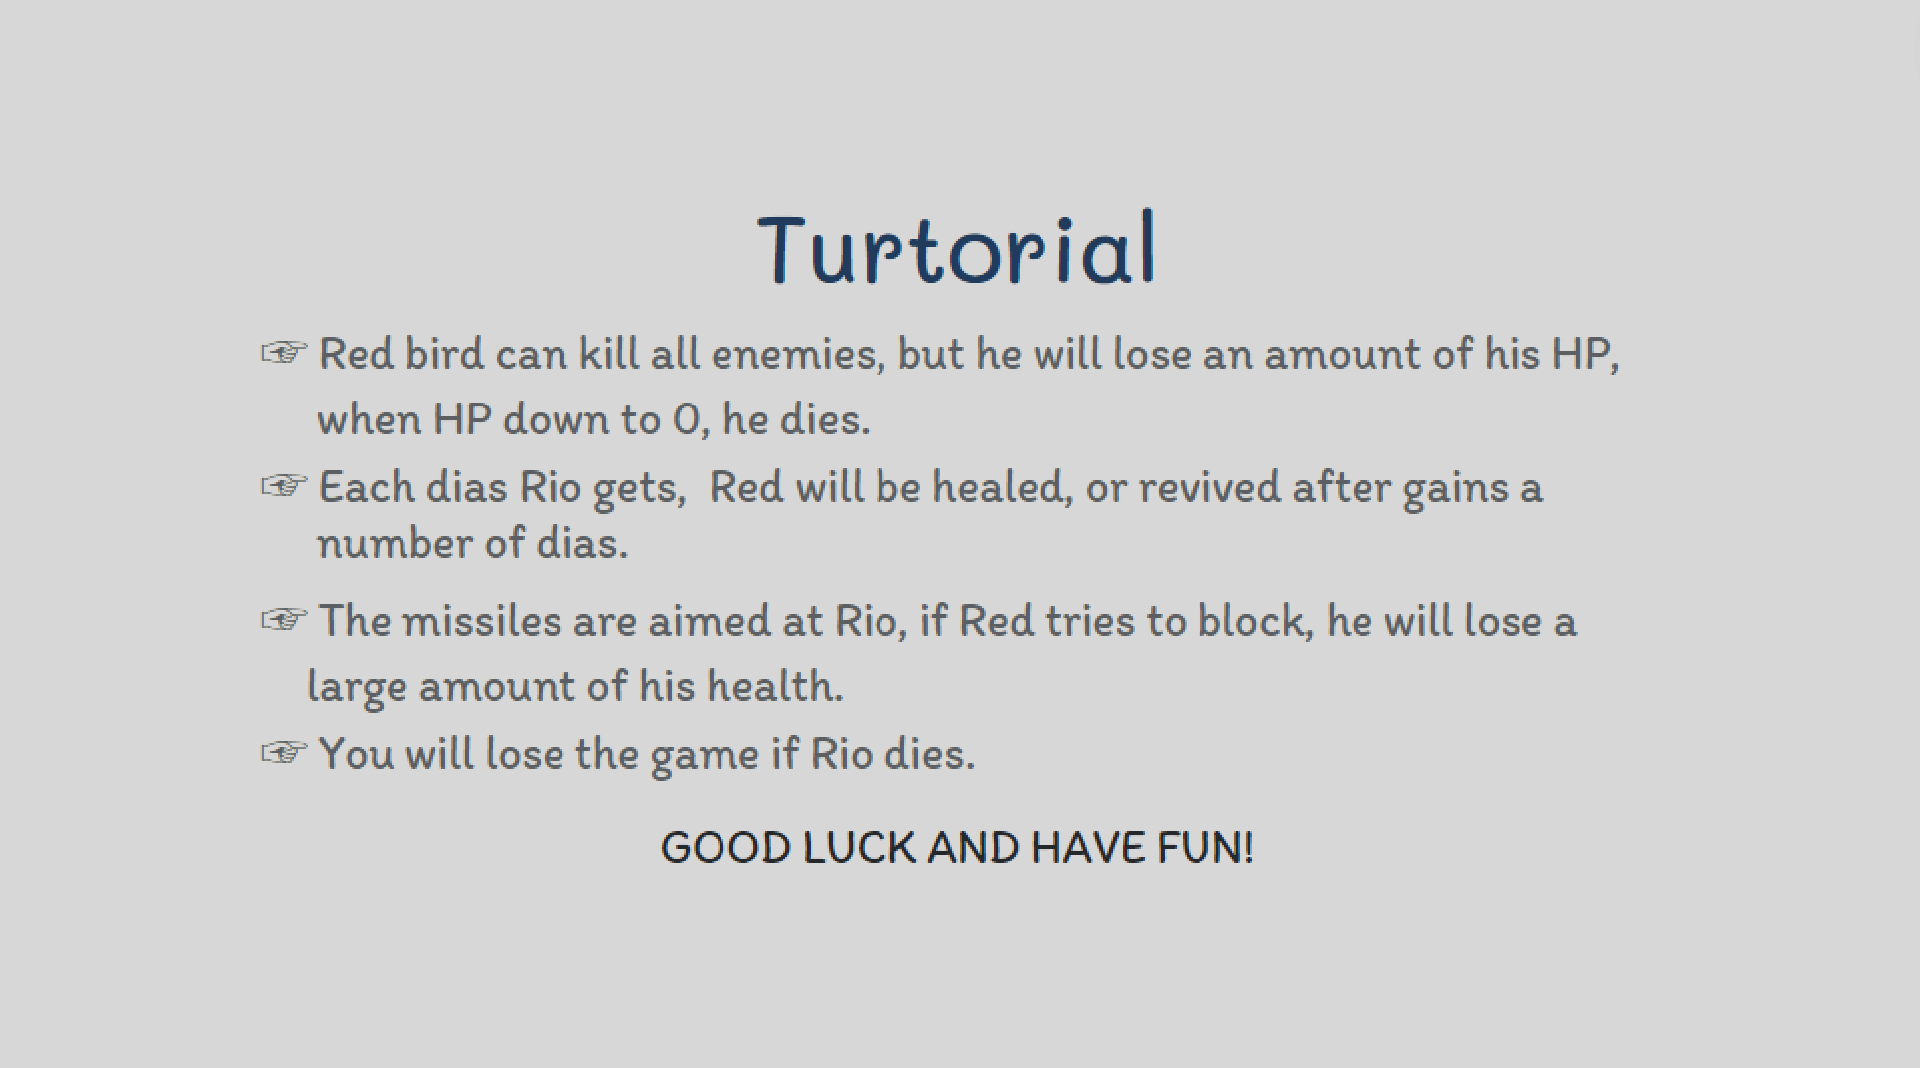 Turtorial
☞ Red bird can kill all enemies, but he will lose an amount of his HP,
when HP down to 0, he dies.
☞ Each dias Rio gets,  Red will be healed, or revived after gains a
number of dias.
☞ The missiles are aimed at Rio, if Red tries to block, he will lose a
large amount of his health.
☞ You will lose the game if Rio dies.
GOOD LUCK AND HAVE FUN!